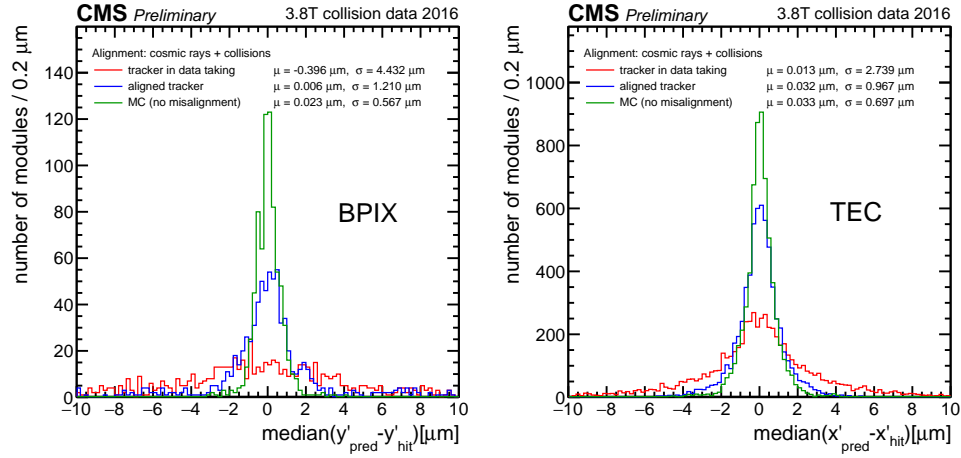 CMS Preliminary 3.8T collision data 2016
number of modules / 0.2 μm
Alignment: cosmic rays + collisions
tracker in data taking μ = -0.396 μm, σ = 4.432 μm
aligned tracker μ = 0.006 μm, σ = 1.210 μm
MC (no misalignment) μ = 0.023 μm, σ = 0.567 μm
BPIX
140
120
100
80
60
40
20
0
−10 −8 −6 −4 −2 0 2 4 6 8 10
median(y'pred-y'hit)[μm]
CMS Preliminary 3.8T collision data 2016
number of modules / 0.2 μm
Alignment: cosmic rays + collisions
tracker in data taking μ = 0.013 μm, σ = 2.739 μm
aligned tracker μ = 0.032 μm, σ = 0.967 μm
MC (no misalignment) μ = 0.033 μm, σ = 0.697 μm
TEC
1000
800
600
400
200
0
−10 −8 −6 −4 −2 0 2 4 6 8 10
median(x'pred-x'hit)[μm]